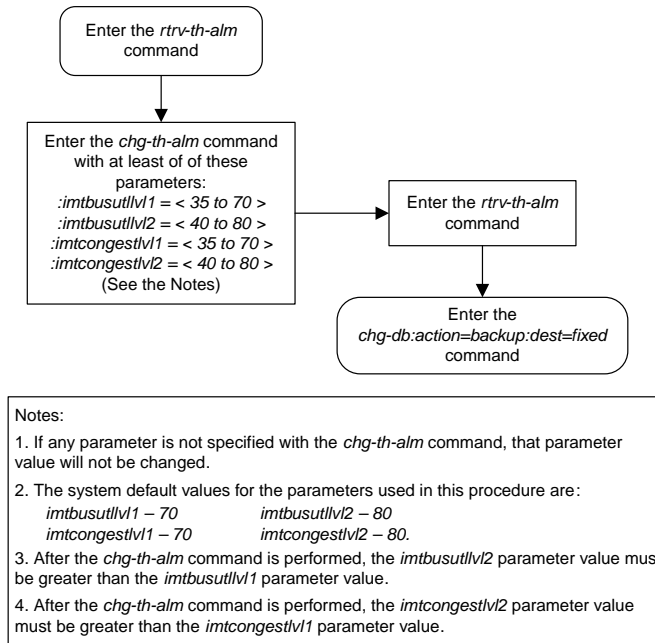 Enter the rtrv-th-alm
command
Enter the chg-th-alm command
with at least of of these
parameters:
:imtbusutllvl1 = < 35 to 70 >
:imtbusutllvl2 = < 40 to 80 >
:imtcongestlvl1 = < 35 to 70 >
:imtcongestlvl2 = < 40 to 80 >
(See the Notes)
Enter the rtrv-th-alm
command
Enter the
chg-db:action=backup:dest=fixed
command
Notes:
1. If any parameter is not specified with the chg-th-alm command, that parameter
value will not be changed.
2. The system default values for the parameters used in this procedure are:
imtbusutllvl1 – 70 imtbusutllvl2 – 80
imtcongestlvl1 – 70 imtcongestlvl2 – 80.
3. After the chg-th-alm command is performed, the imtbusutllvl2 parameter value must
be greater than the imtbusutllvl1 parameter value.
4. After the chg-th-alm command is performed, the imtcongestlvl2 parameter value
must be greater than the imtcongestlvl1 parameter value.